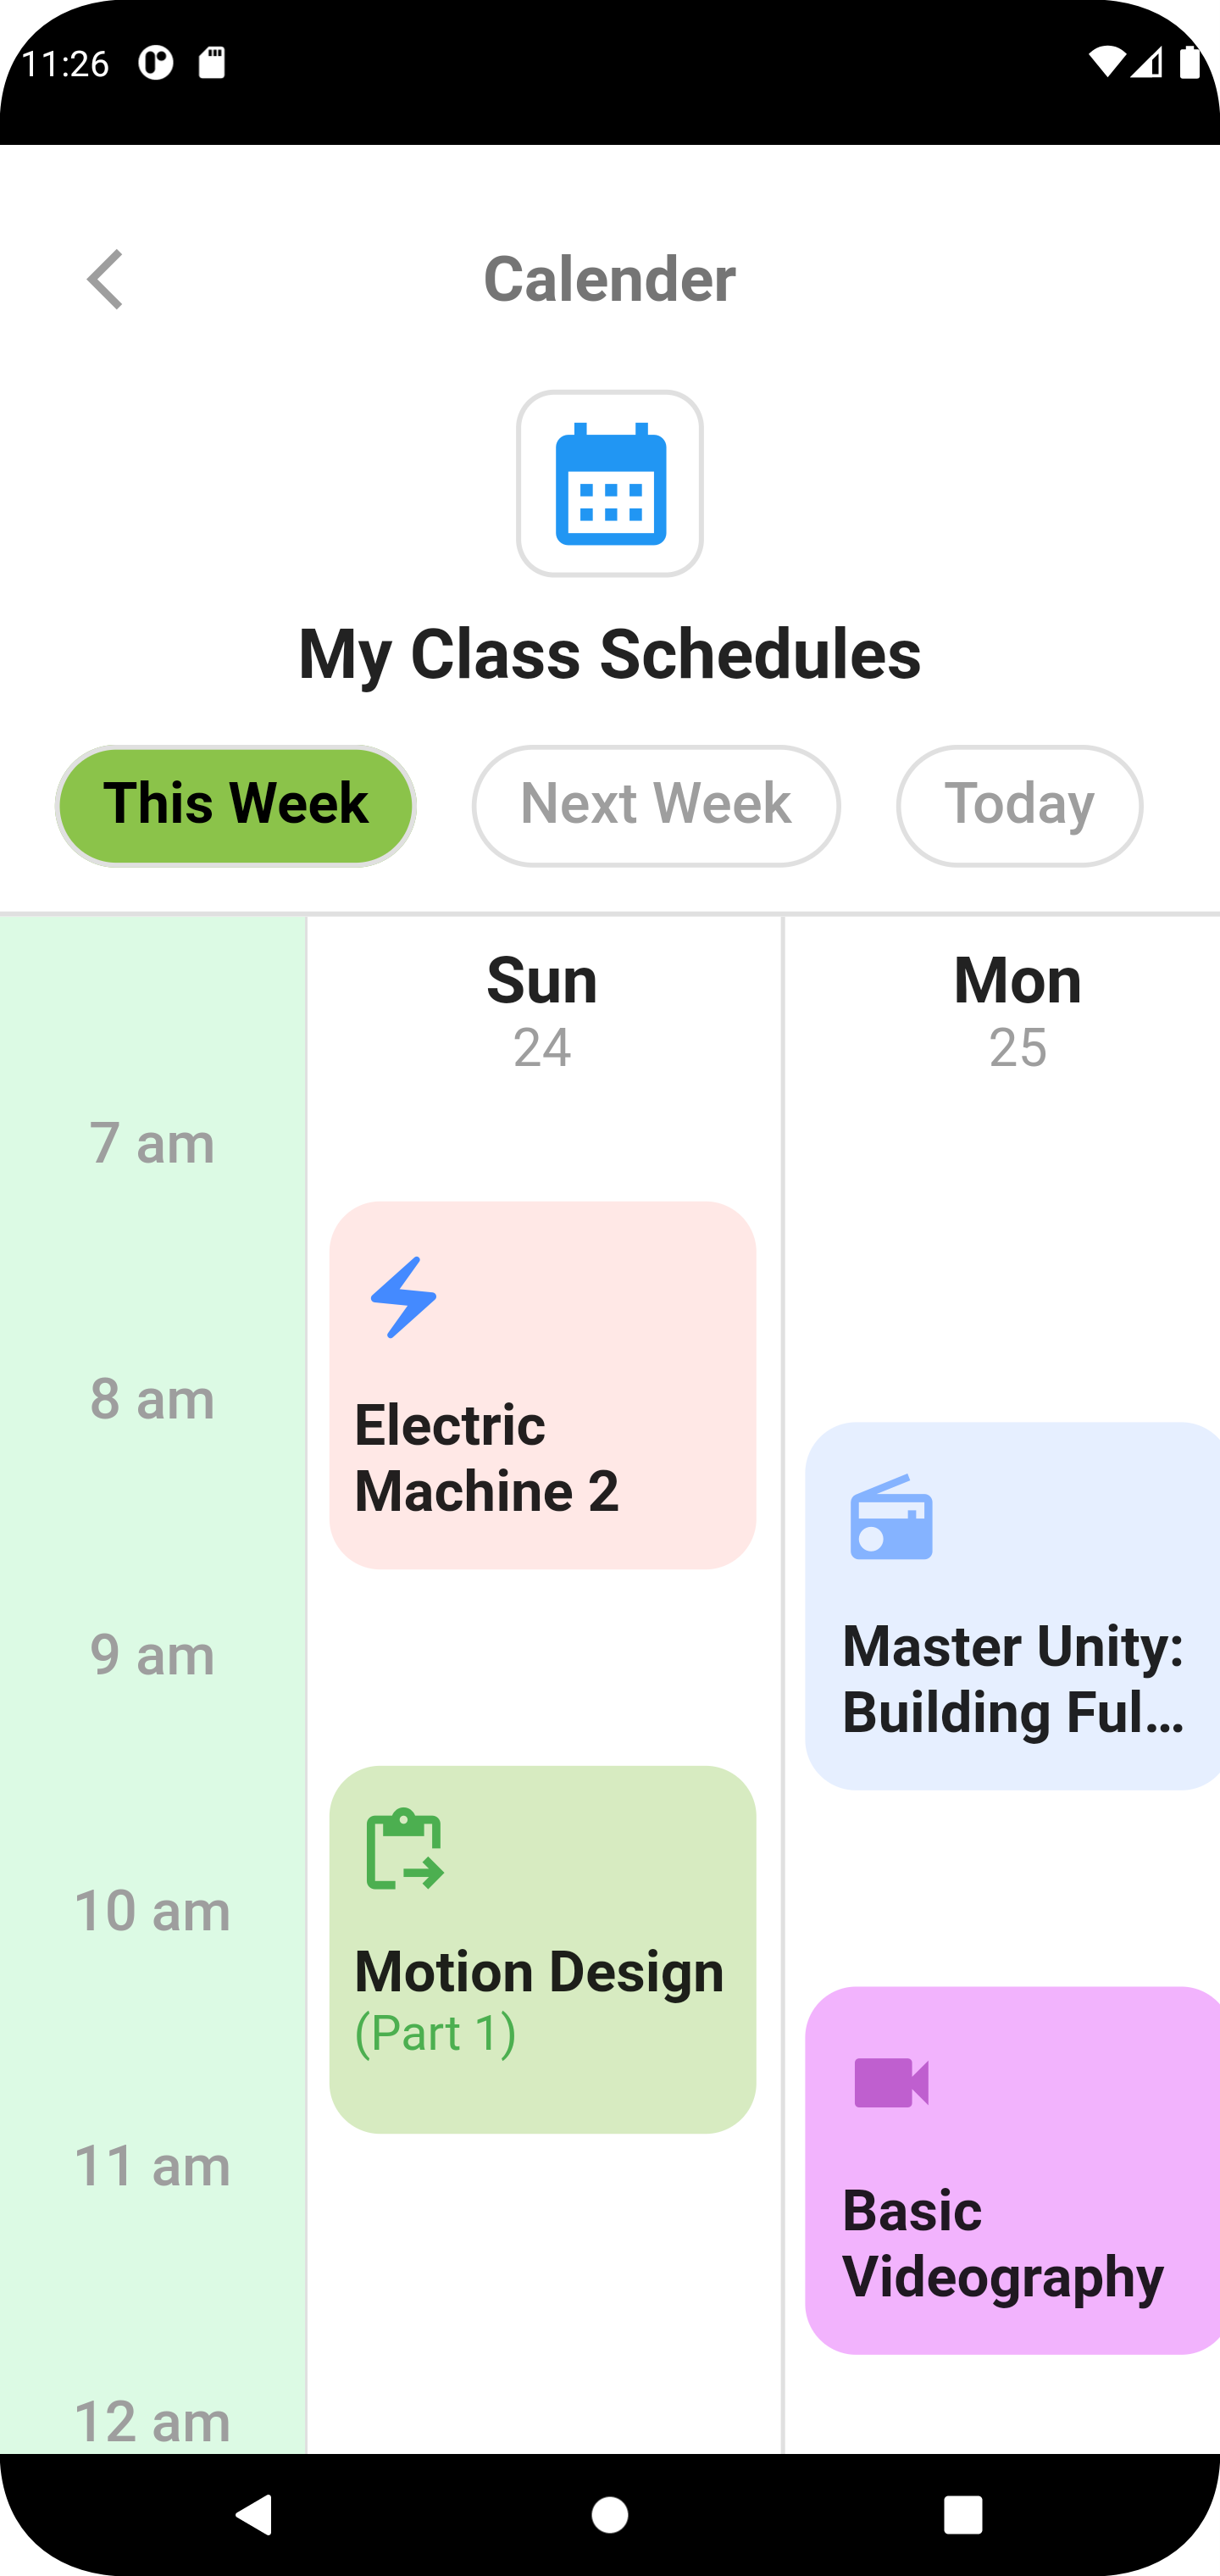 11:26
Calender
My Class Schedules
This Week
Next Week
Today
Sun
24
Mon
25
7 am
8 am
9 am
10 am
11 am
12 am
Electric
Machine 2
Motion Design
(Part 1)
Master Unity:
Building Ful...
Basic
Videography